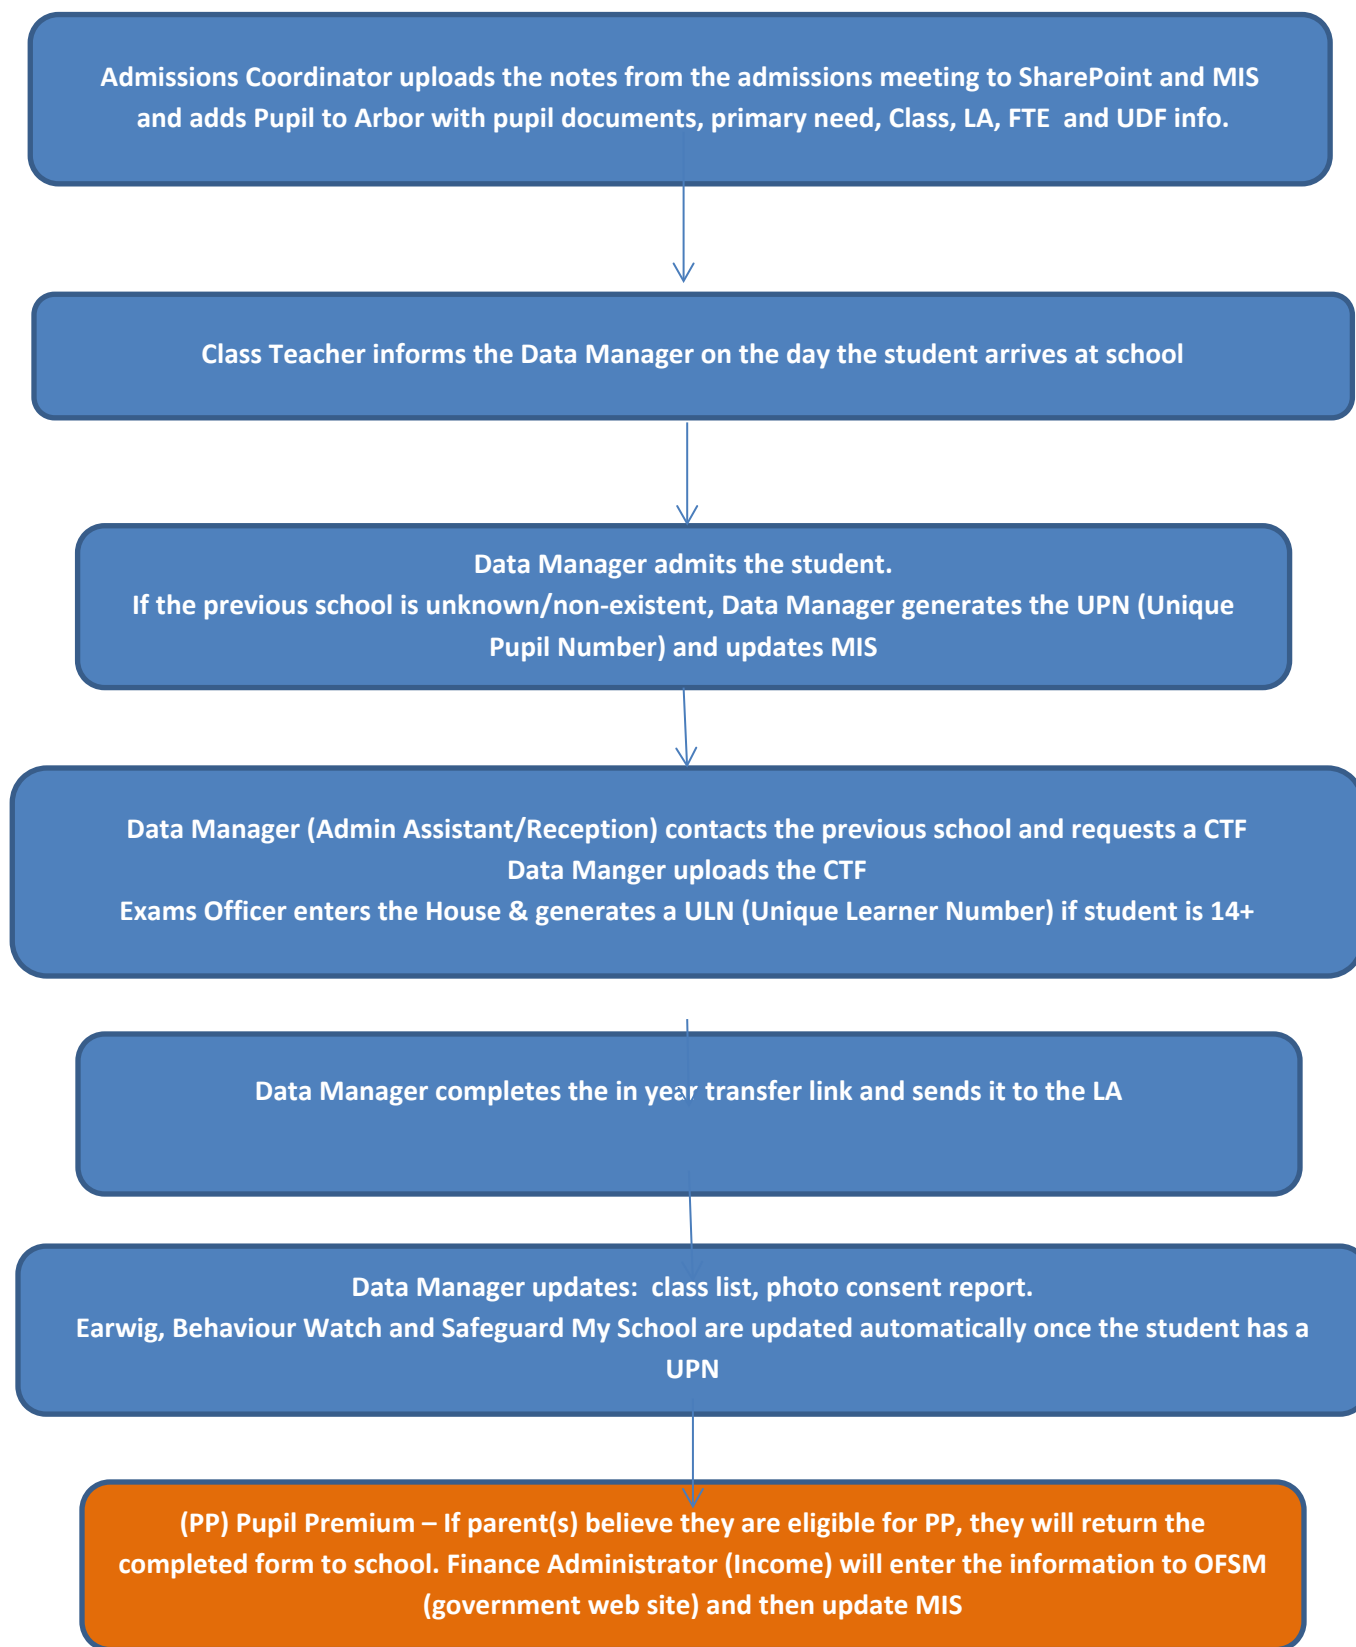 Admissions Coordinator uploads the notes from the admissions meeting to SharePoint and MIS
and adds Pupil to Arbor with pupil documents, primary need, Class, LA, FTE  and UDF info.
Class Teacher informs the Data Manager on the day the student arrives at school
Data Manager admits the student.
If the previous school is unknown/non-existent, Data Manager generates the UPN (Unique
Pupil Number) and updates MIS
Data Manager (Admin Assistant/Reception) contacts the previous school and requests a CTF
Data Manger uploads the CTF
Exams Officer enters the House & generates a ULN (Unique Learner Number) if student is 14+
Data Manager completes the in year transfer link and sends it to the LA
Data Manager updates:  class list, photo consent report.
Earwig, Behaviour Watch and Safeguard My School are updated automatically once the student has a
UPN
(PP) Pupil Premium – If parent(s) believe they are eligible for PP, they will return the
completed form to school. Finance Administrator (Income) will enter the information to OFSM
(government web site) and then update MIS